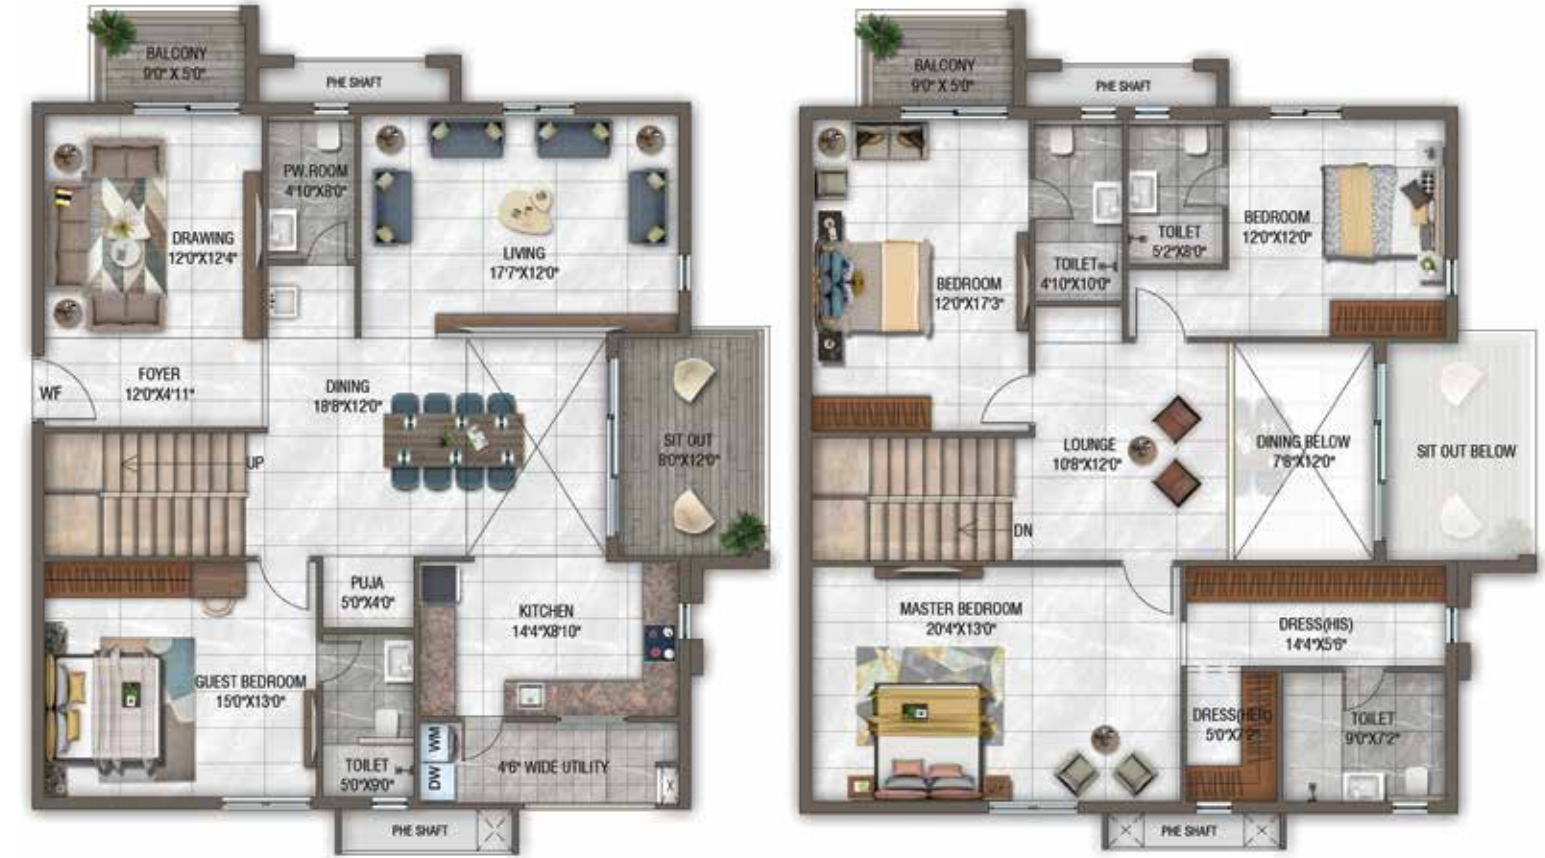 BALCONY
9'0" X 5'0"
PHE SHAFT
PW.ROOM
4'10"X8'0"
DRAWING
12'0"X12'4"
LIVING
17'7"X12'0"
FOYER
12'0"X4'11"
WF
DINING
18'8"X12'0"
SIT OUT
8'0"X12'0"
UP
PUJA
5'0"X4'0"
KITCHEN
14'4"X8'10"
GUEST BEDROOM
15'0"X13'0"
TOILET
5'0"X9'0"
DW
WM
4'6" WIDE UTILITY
PHE SHAFT
BALCONY
9'0" X 5'0"
PHE SHAFT
BEDROOM
12'0"X17'3"
TOILET
4'10"X10'0"
TOILET
5'2"X8'0"
BEDROOM
12'0"X12'0"
LOUNGE
10'8"X12'0"
DINING BELOW
7'8"X12'0"
SIT OUT BELOW
DN
MASTER BEDROOM
20'4"X13'0"
DRESS(HIS)
14'4"X5'6"
DRESS(HER)
5'0"X7'2"
TOILET
9'0"X7'2"
PHE SHAFT